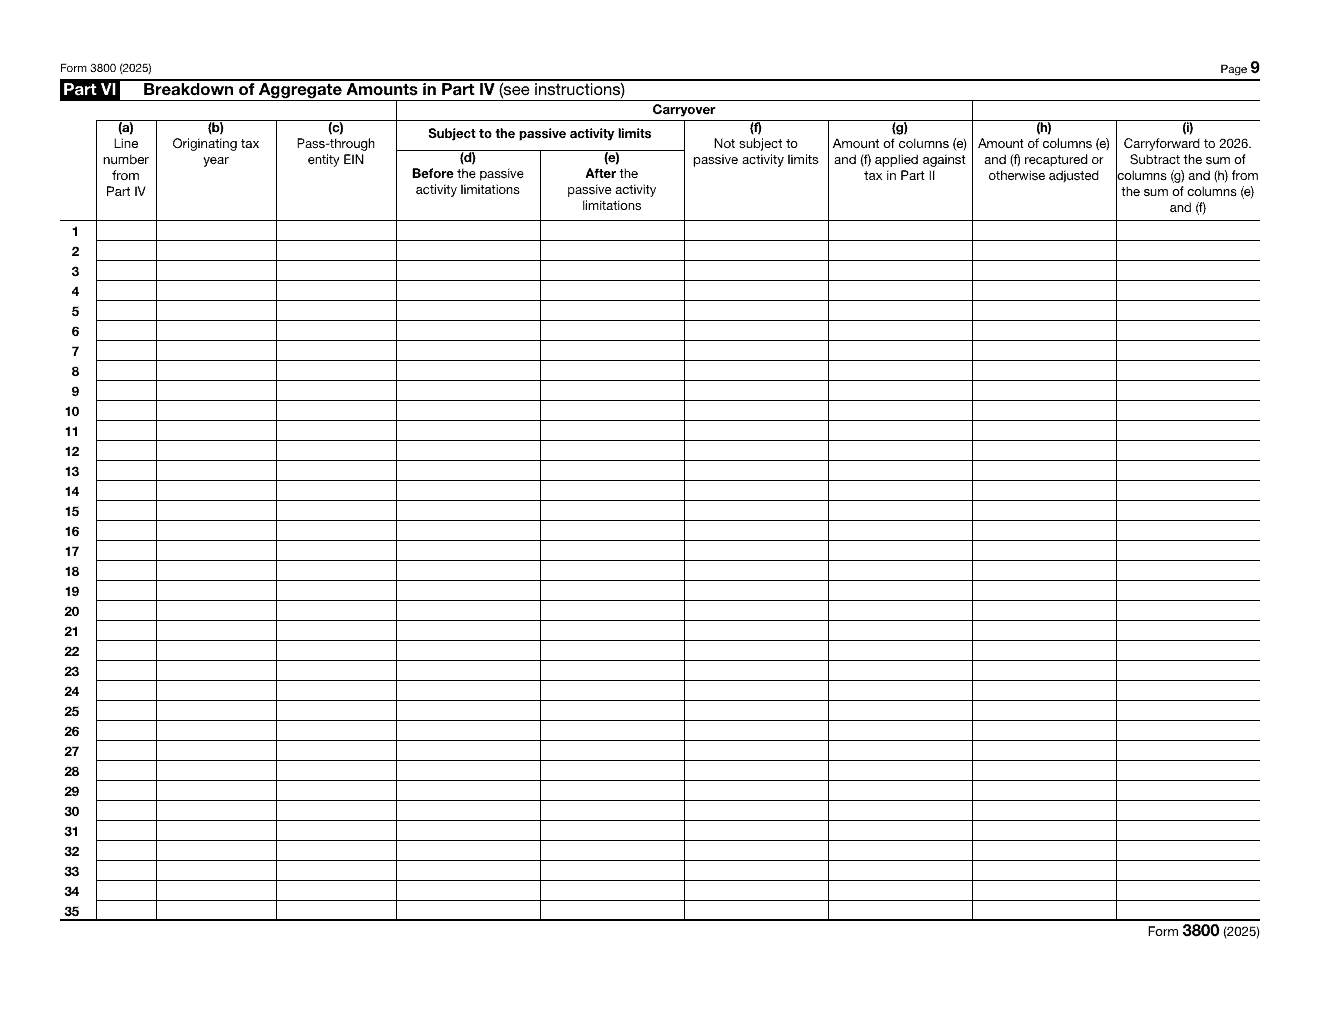 Form 3800 (2025)
Page 9
Part VI Breakdown of Aggregate Amounts in Part IV (see instructions)
Carryover
(a)
Line
number
from
Part IV
(b)
Originating tax
year
(c)
Pass-through
entity EIN
Subject to the passive activity limits
(d)
Before the passive
activity limitations
(e)
After the
passive activity
limitations
(f)
Not subject to
passive activity limits
(g)
Amount of columns (e)
and (f) applied against
tax in Part II
(h)
Amount of columns (e)
and (f) recaptured or
otherwise adjusted
(i)
Carryforward to 2026.
Subtract the sum of
columns (g) and (h) from
the sum of columns (e)
and (f)
1
2
3
4
5
6
7
8
9
10
11
12
13
14
15
16
17
18
19
20
21
22
23
24
25
26
27
28
29
30
31
32
33
34
35
Form 3800 (2025)